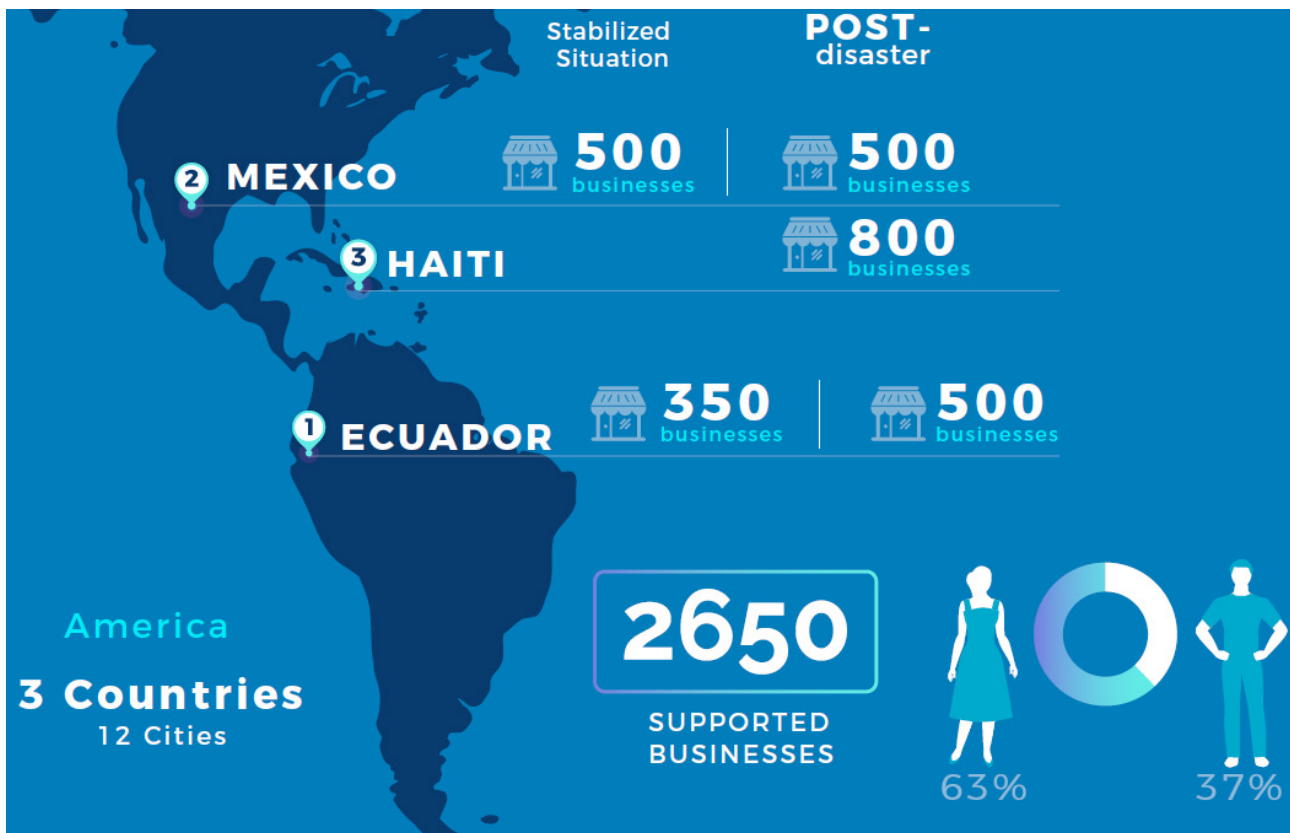 Stabilized
Situation
POST-
disaster
2 MEXICO
500
businesses
500
businesses
3 HAITI
800
businesses
1 ECUADOR
350
businesses
500
businesses
America
3 Countries
12 Cities
2650
SUPPORTED
BUSINESSES
63%
37%